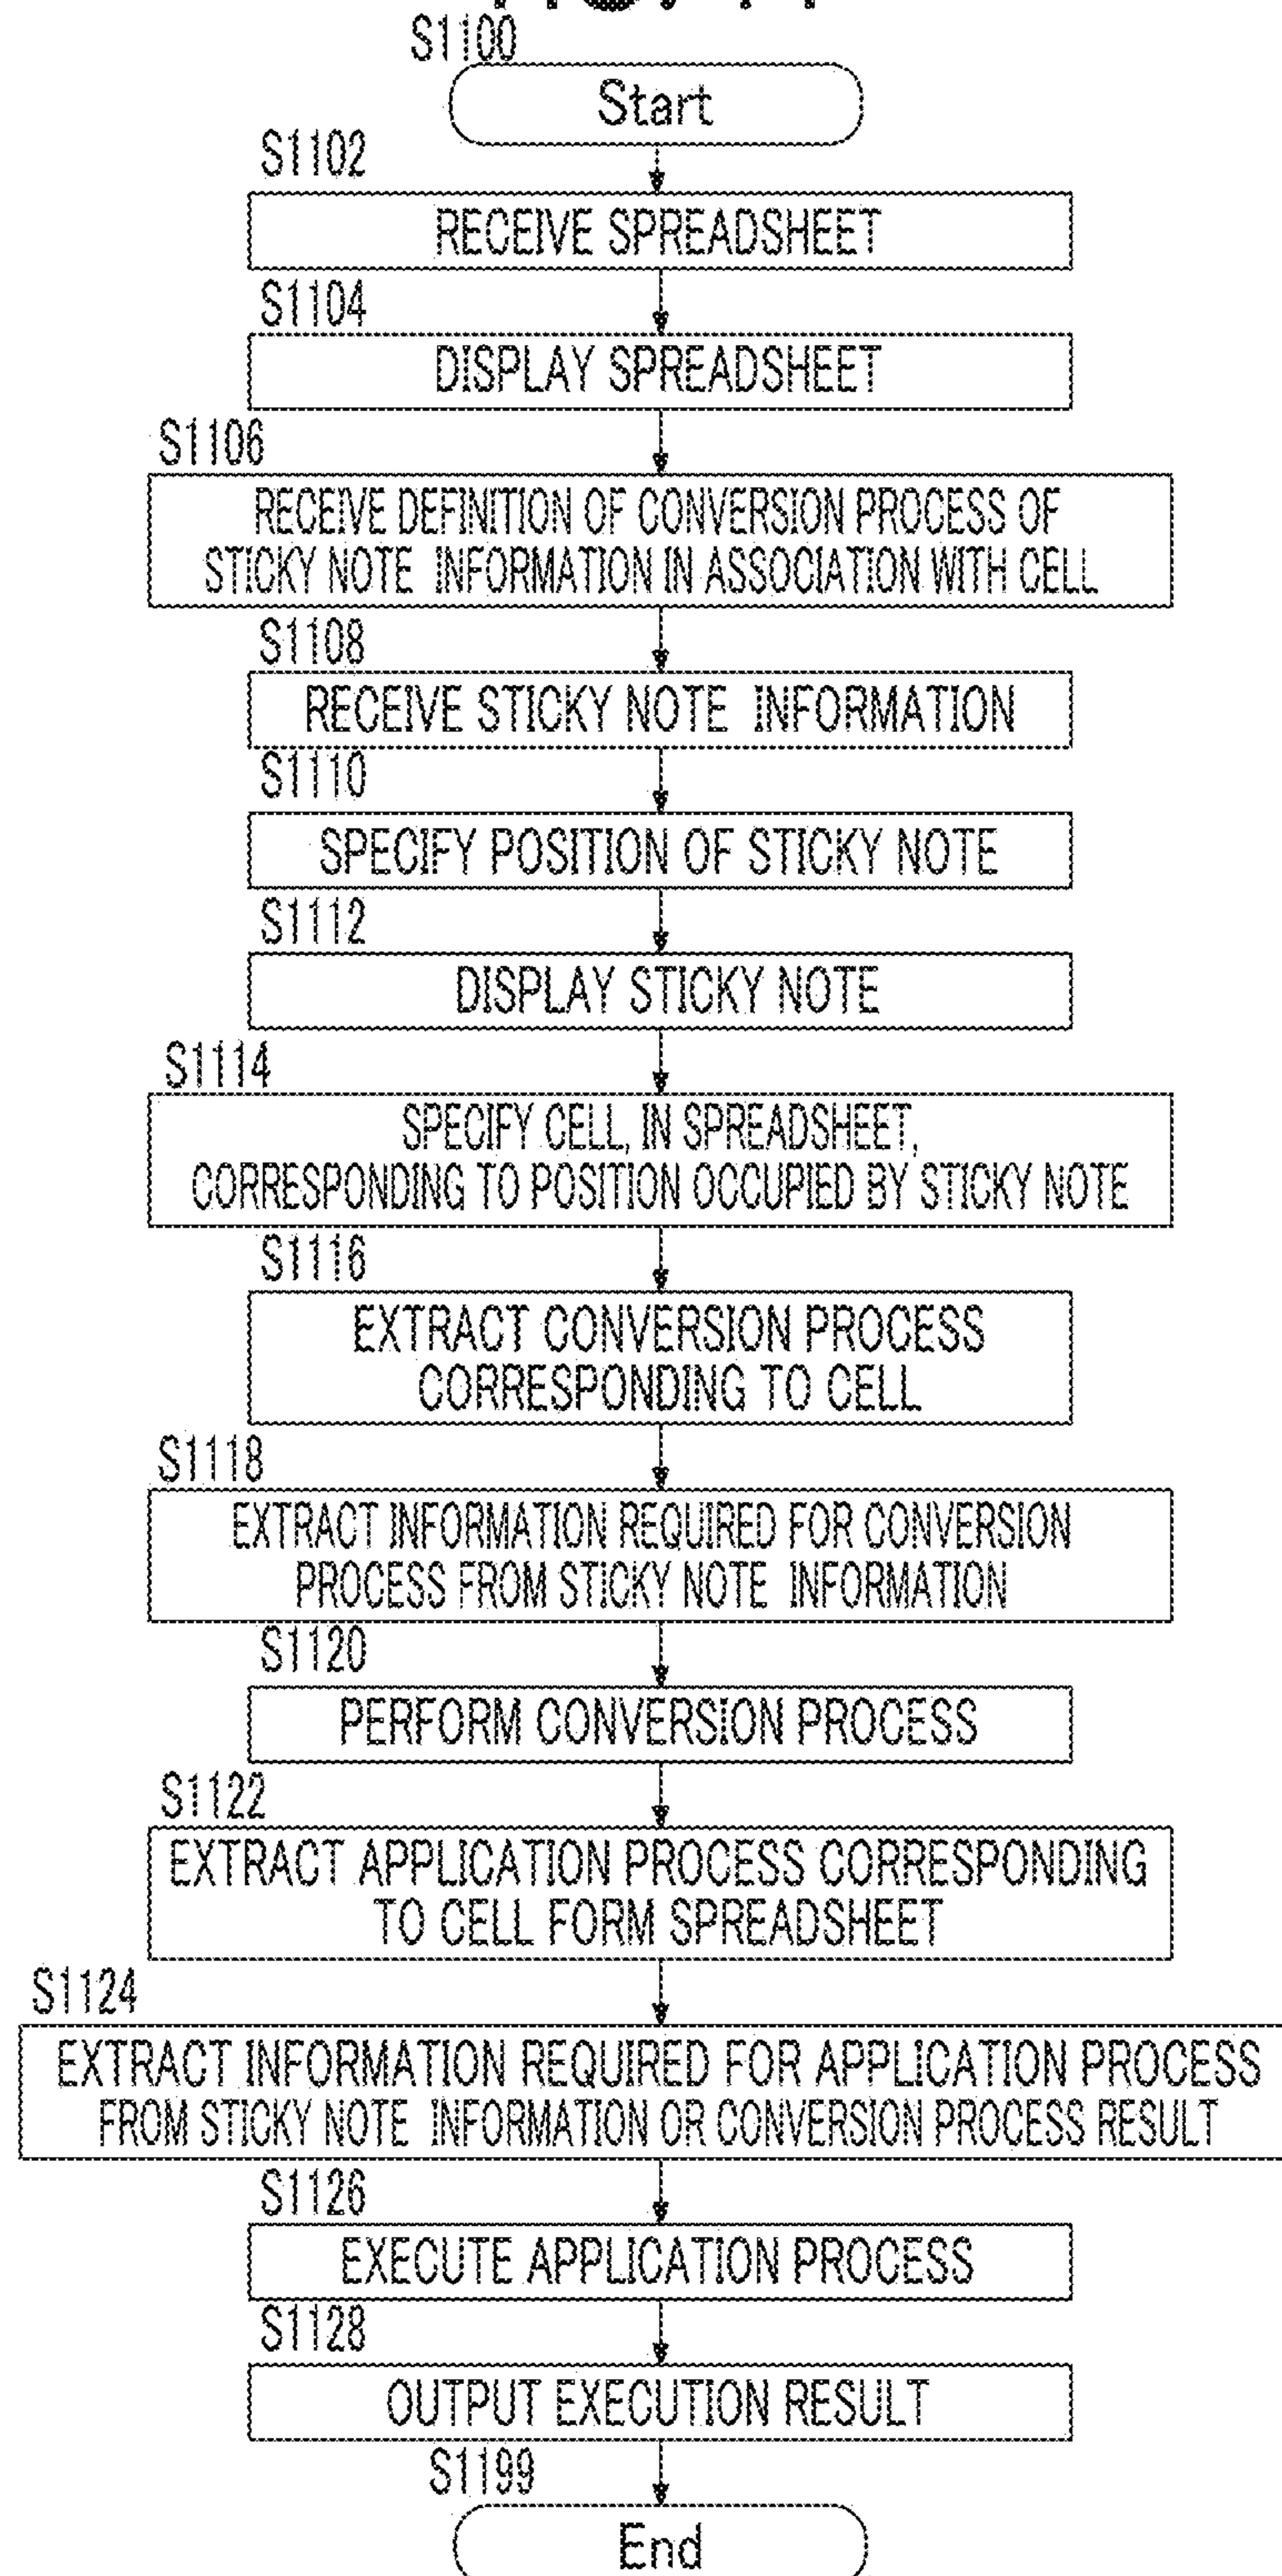 S1100
Start
S1102
RECEIVE SPREADSHEET
S1104
DISPLAY SPREADSHEET
S1106
RECEIVE DEFINITION OF CONVERSION PROCESS OF
STICKY NOTE INFORMATION IN ASSOCIATION WITH CELL
S1108
RECEIVE STICKY NOTE INFORMATION
S1110
SPECIFY POSITION OF STICKY NOTE
S1112
DISPLAY STICKY NOTE
S1114
SPECIFY CELL, IN SPREADSHEET,
CORRESPONDING TO POSITION OCCUPIED BY STICKY NOTE
S1116
EXTRACT CONVERSION PROCESS
CORRESPONDING TO CELL
S1118
EXTRACT INFORMATION REQUIRED FOR CONVERSION
PROCESS FROM STICKY NOTE INFORMATION
S1120
PERFORM CONVERSION PROCESS
S1122
EXTRACT APPLICATION PROCESS CORRESPONDING
TO CELL FORM SPREADSHEET
S1124
EXTRACT INFORMATION REQUIRED FOR APPLICATION PROCESS
FROM STICKY NOTE INFORMATION OR CONVERSION PROCESS RESULT
S1126
EXECUTE APPLICATION PROCESS
S1128
OUTPUT EXECUTION RESULT
S1199
End